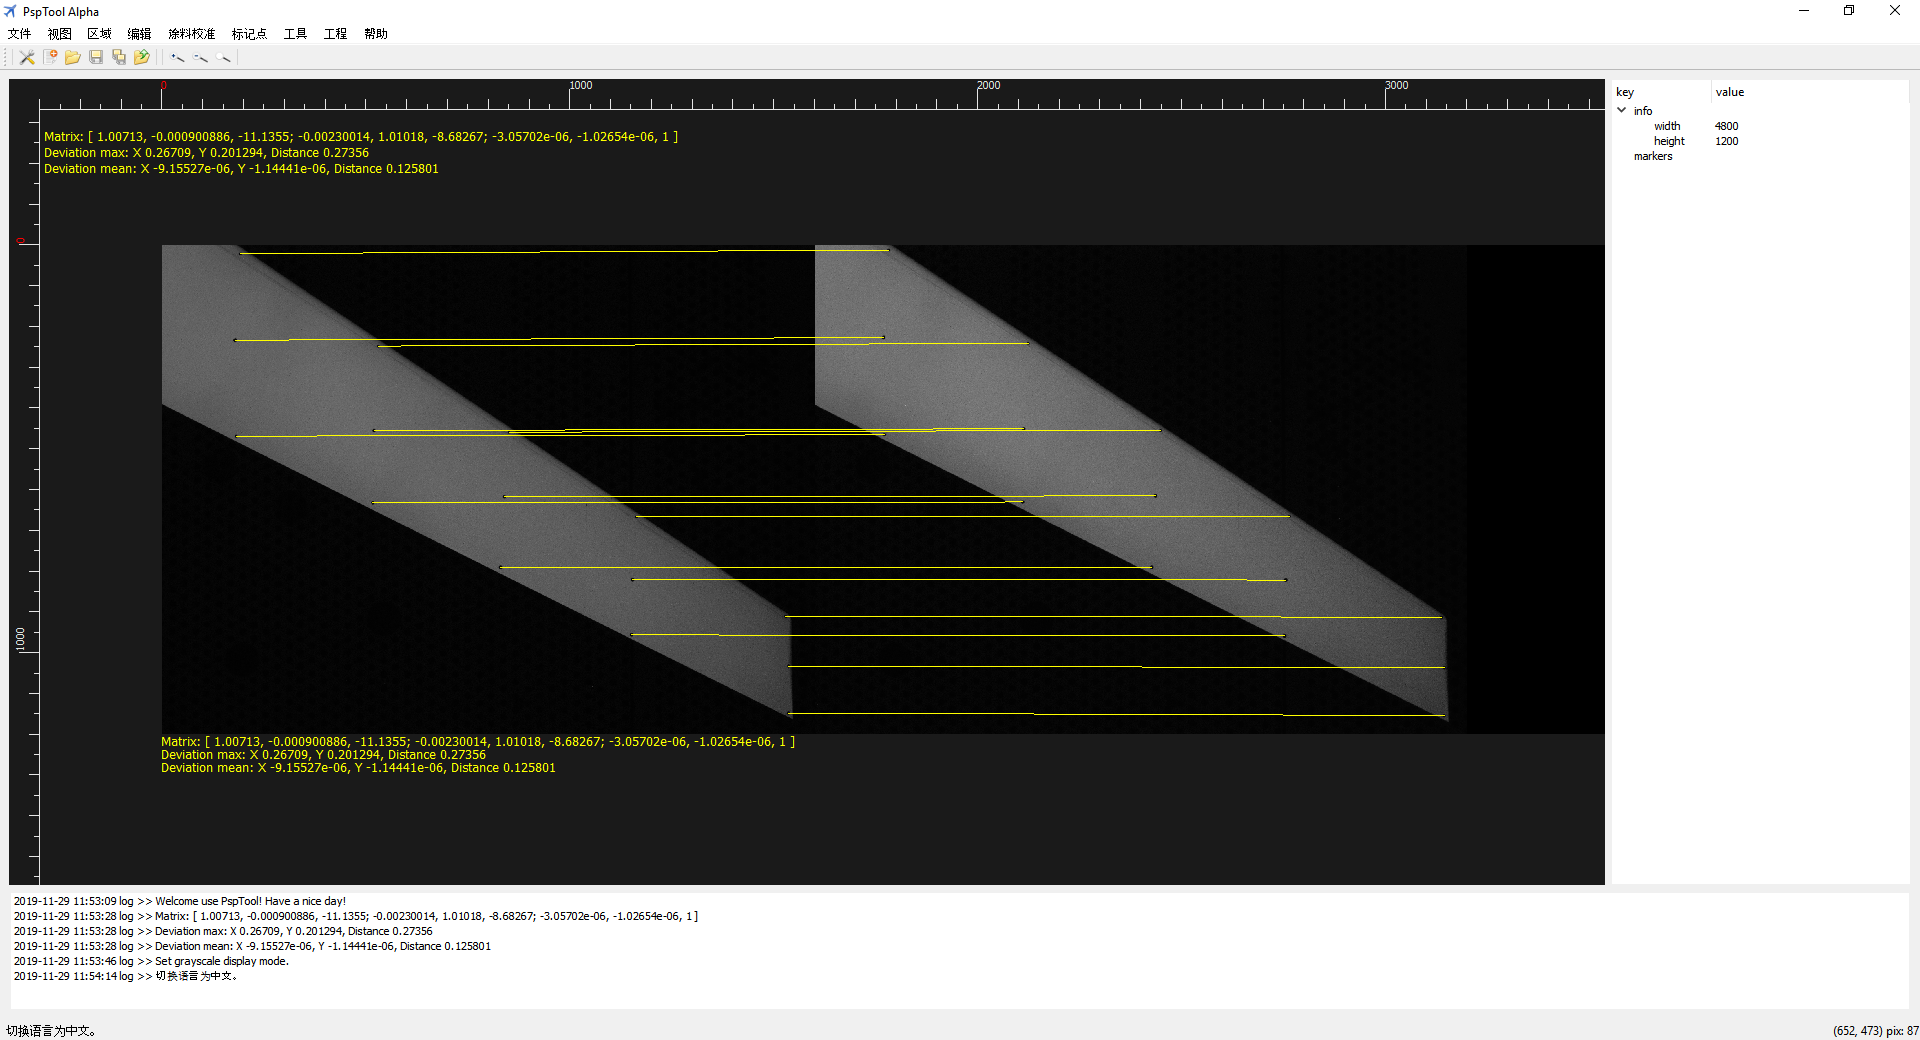 PspTool Alpha
文件 视图 区域 编辑 涂料校准 标记点 工具 工程 帮助
0 1000 2000 3000
Matrix: [ 1.00713, -0.000900886, -11.1355; -0.00230014, 1.01018, -8.68267; -3.05702e-06, -1.02654e-06, 1 ]
Deviation max: X 0.26709, Y 0.201294, Distance 0.27356
Deviation mean: X -9.15527e-06, Y -1.14441e-06, Distance 0.125801
0
1000
Matrix: [ 1.00713, -0.000900886, -11.1355; -0.00230014, 1.01018, -8.68267; -3.05702e-06, -1.02654e-06, 1 ]
Deviation max: X 0.26709, Y 0.201294, Distance 0.27356
Deviation mean: X -9.15527e-06, Y -1.14441e-06, Distance 0.125801
key value
info
width 4800
height 1200
markers
2019-11-29 11:53:09 log >> Welcome use PspTool! Have a nice day!
2019-11-29 11:53:28 log >> Matrix: [ 1.00713, -0.000900886, -11.1355; -0.00230014, 1.01018, -8.68267; -3.05702e-06, -1.02654e-06, 1 ]
2019-11-29 11:53:28 log >> Deviation max: X 0.26709, Y 0.201294, Distance 0.27356
2019-11-29 11:53:28 log >> Deviation mean: X -9.15527e-06, Y -1.14441e-06, Distance 0.125801
2019-11-29 11:53:46 log >> Set grayscale display mode.
2019-11-29 11:54:14 log >> 切换语言为中文。
切换语言为中文。
(652, 473) pix: 87